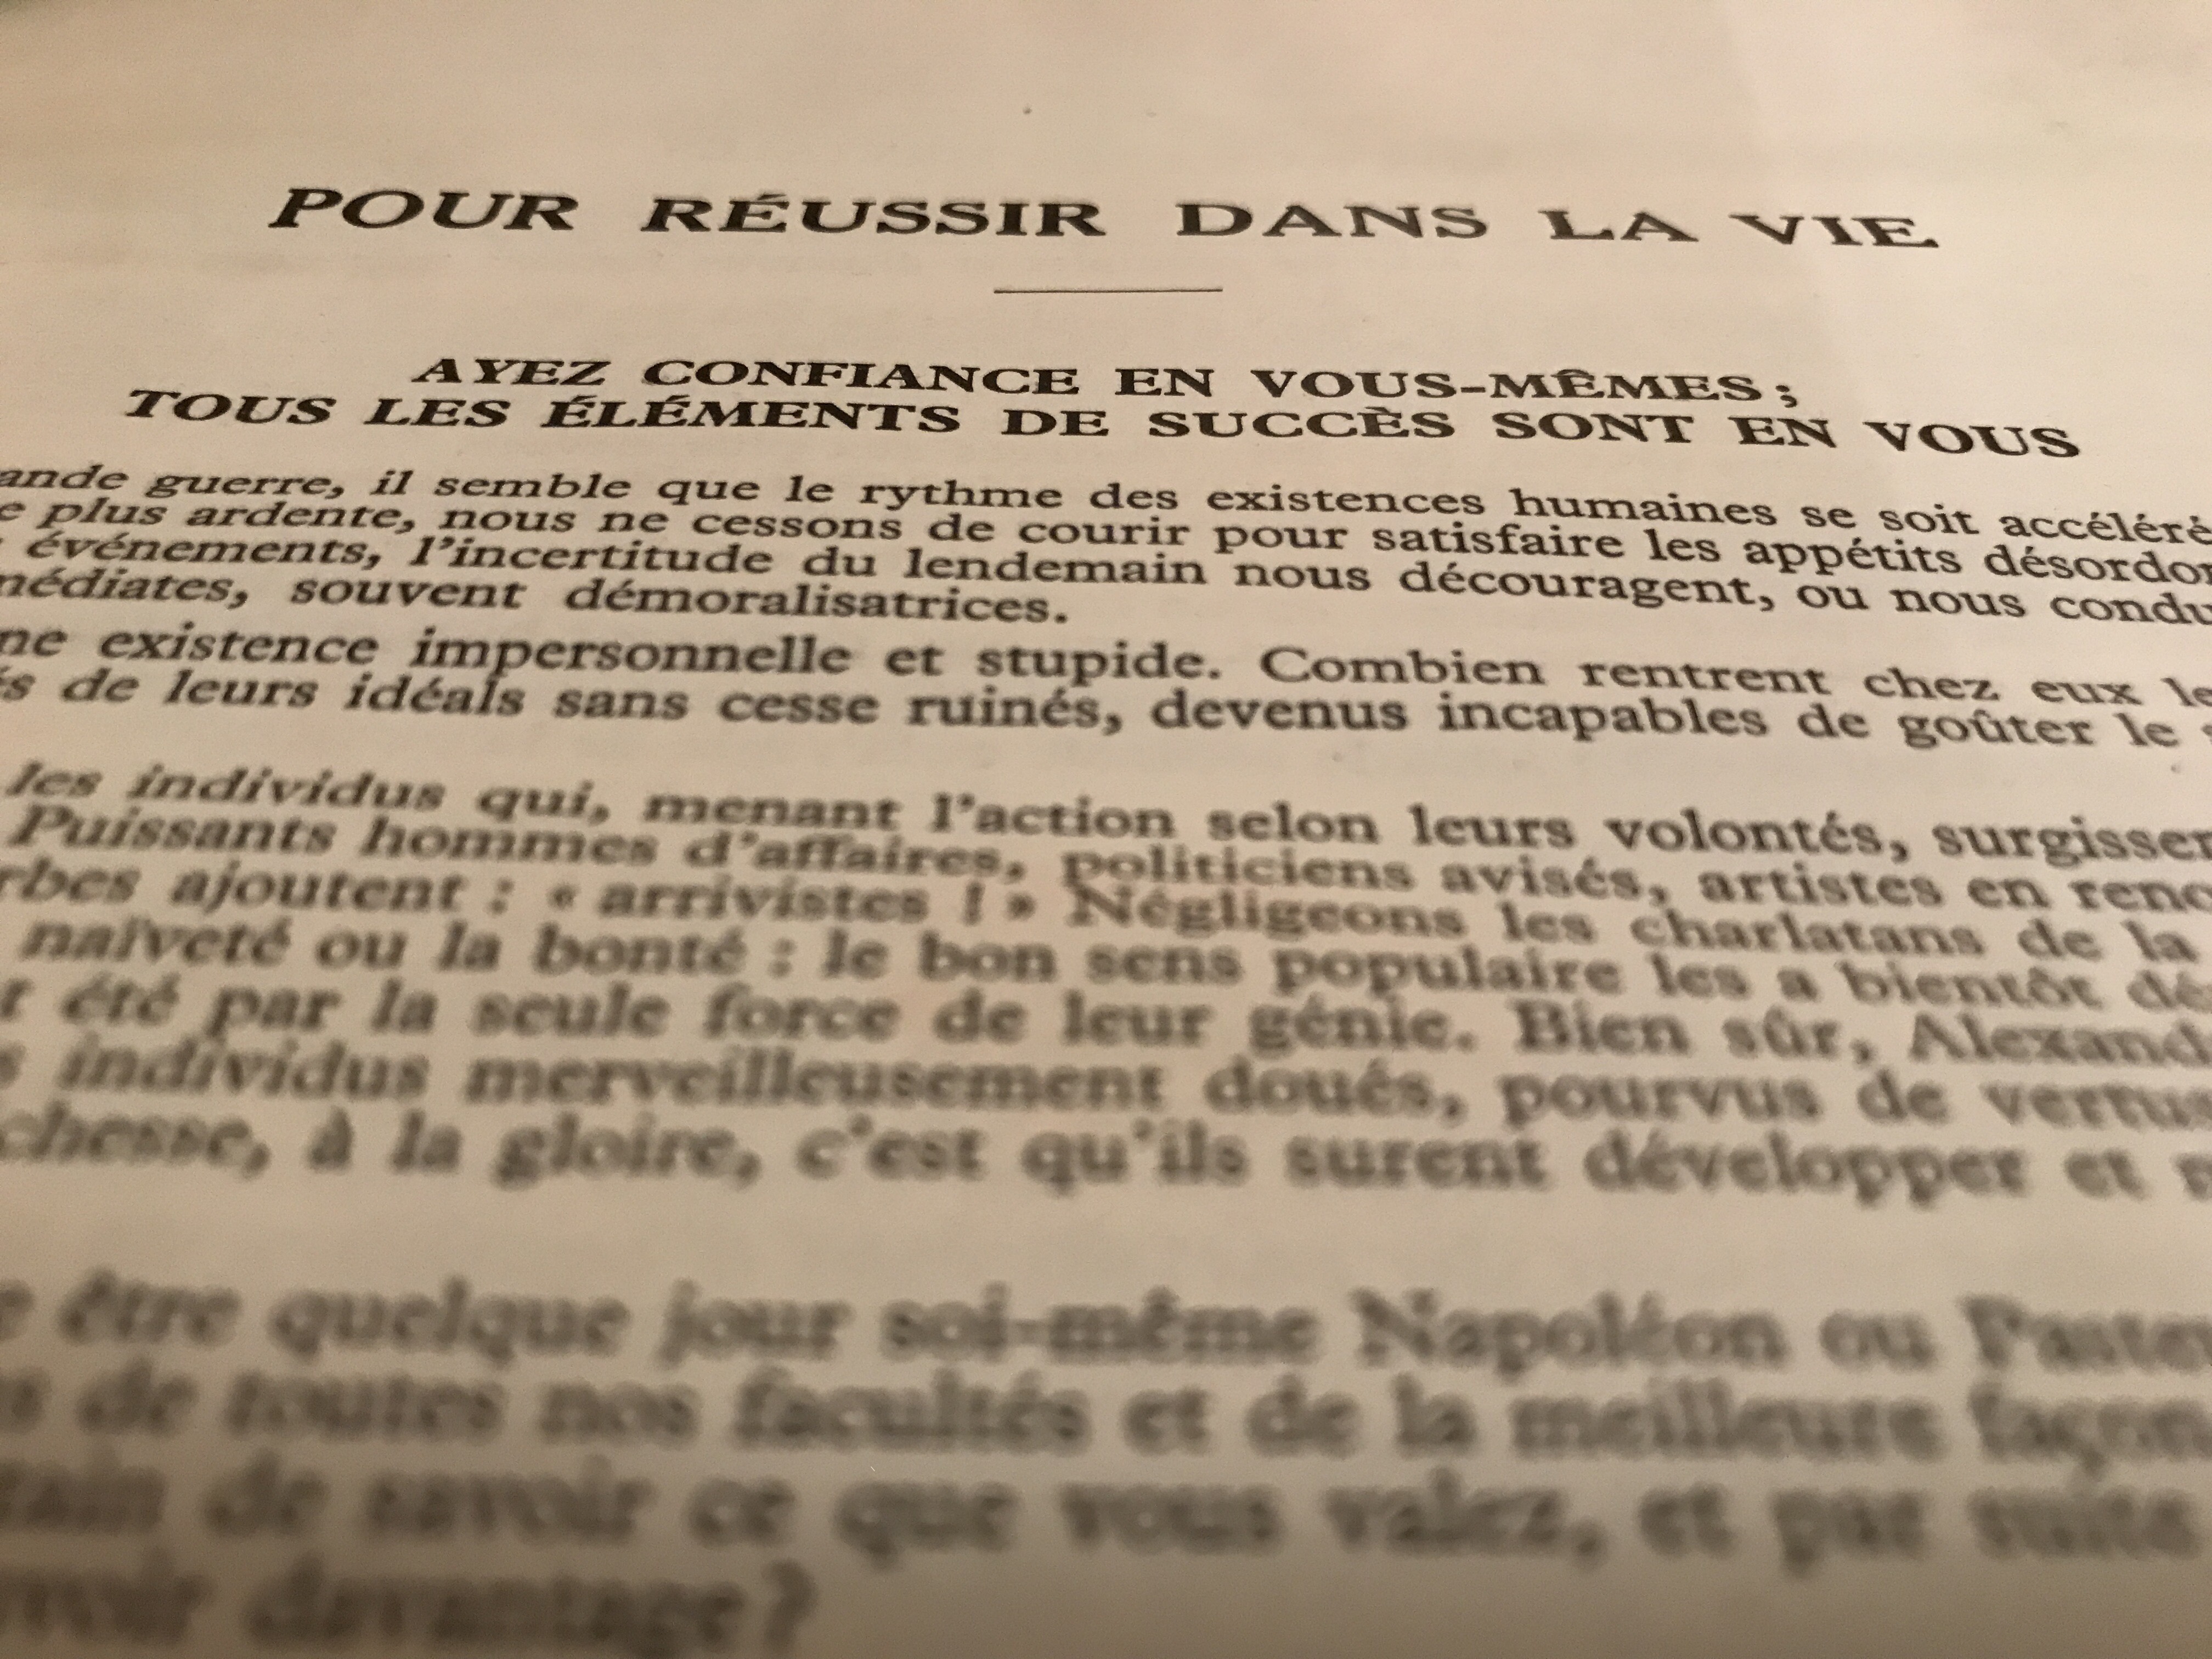 POUR RÉUSSIR DANS LA VIE
AYEZ CONFIANCE EN VOUS-MÊMES ;
TOUS LES ÉLÉMENTS DE SUCCÈS SONT EN VOUS
ande guerre, il semble que le rythme des existences humaines se soit accéléré
e plus ardente, nous ne cessons de courir pour satisfaire les appétits désordon
événements, l'incertitude du lendemain nous découragent, ou nous condu
médiates, souvent démoralisatrices.
ne existence impersonnelle et stupide. Combien rentrent chez eux le
s de leurs idéals sans cesse ruinés, devenus incapables de goûter le
les individus qui, menant l'action selon leurs volontés, surgissen
Puissants hommes d'affaires, politiciens avisés, artistes en reno
rbes ajoutent : « arrivistes ! » Négligeons les charlatans de la
naïveté ou la bonté : le bon sens populaire les a bientôt dé
t été par la seule force de leur génie. Bien sûr, Alexand
s individus merveilleusement doués, pourvus de vertus
chesse, à la gloire, c'est qu'ils surent développer et
e être quelque jour soi-même Napoléon ou Pasteu
s de toutes nos facultés et de la meilleure façon
tain de savoir ce que vous valez, et par suite
voir davantage ?